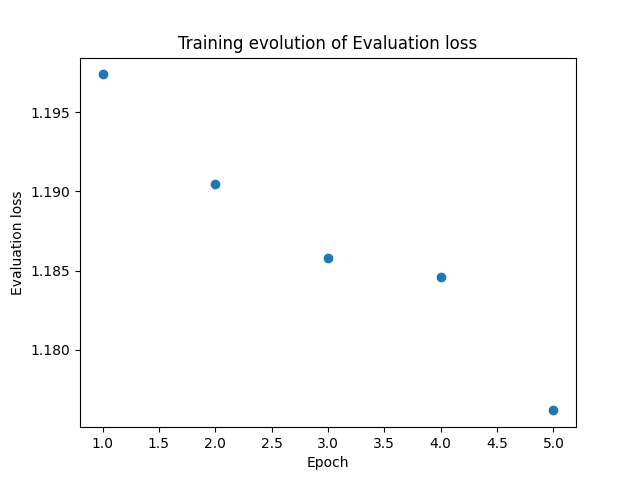 Training evolution of Evaluation loss
1.195
1.190
1.185
1.180
Evaluation loss
1.0 1.5 2.0 2.5 3.0 3.5 4.0 4.5 5.0
Epoch